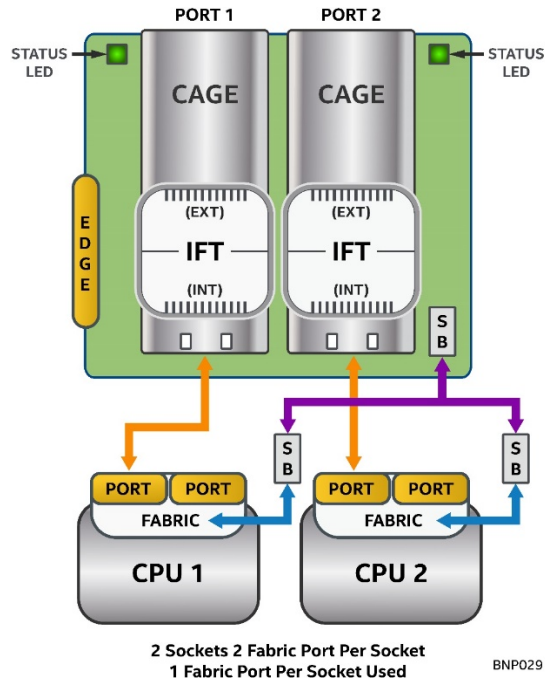 PORT 1
PORT 2
STATUS
LED
STATUS
LED
CAGE
CAGE
(EXT)
(EXT)
IFT
IFT
(INT)
(INT)
E
D
G
E
S
B
S
B
S
B
PORT
PORT
PORT
PORT
FABRIC
FABRIC
CPU 1
CPU 2
2 Sockets 2 Fabric Port Per Socket
1 Fabric Port Per Socket Used
BNP029